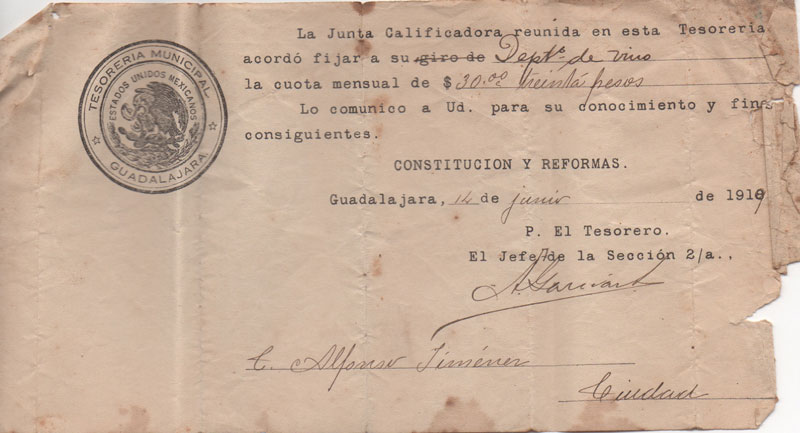 TESORERIA MUNICIPAL
ESTADOS UNIDOS MEXICANOS
GUADALAJARA
La Junta Calificadora reunida en esta Tesorería
acordó fijar a su giro de Depto. de vino
la cuota mensual de $ 30.00 treinta pesos
Lo comunico a Ud. para su conocimiento y fines
consiguientes.
CONSTITUCION Y REFORMAS.
Guadalajara, 14 de junio de 1919
P. El Tesorero.
El Jefe de la Sección 2/a.,
C. Alfonso Jiménez
Ciudad